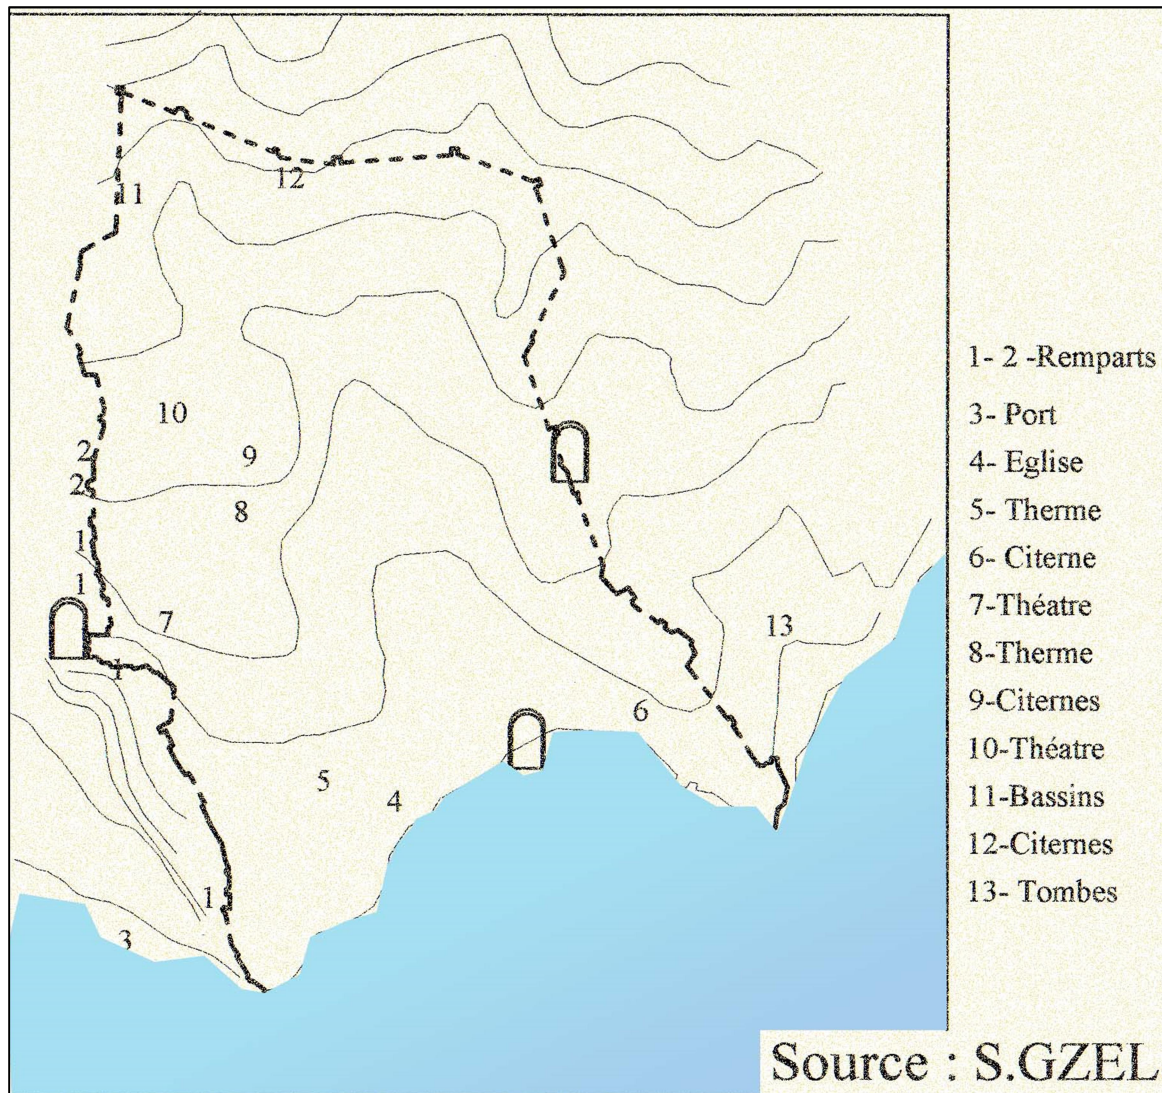 12
11
10
2
9
2
8
1
1
7
13
1
6
5
4
1
3
1- 2 -Remparts
3- Port
4- Eglise
5- Therme
6- Citerne
7-Théatre
8-Therme
9-Citernes
10-Théatre
11-Bassins
12-Citernes
13- Tombes
Source : S.GZEL